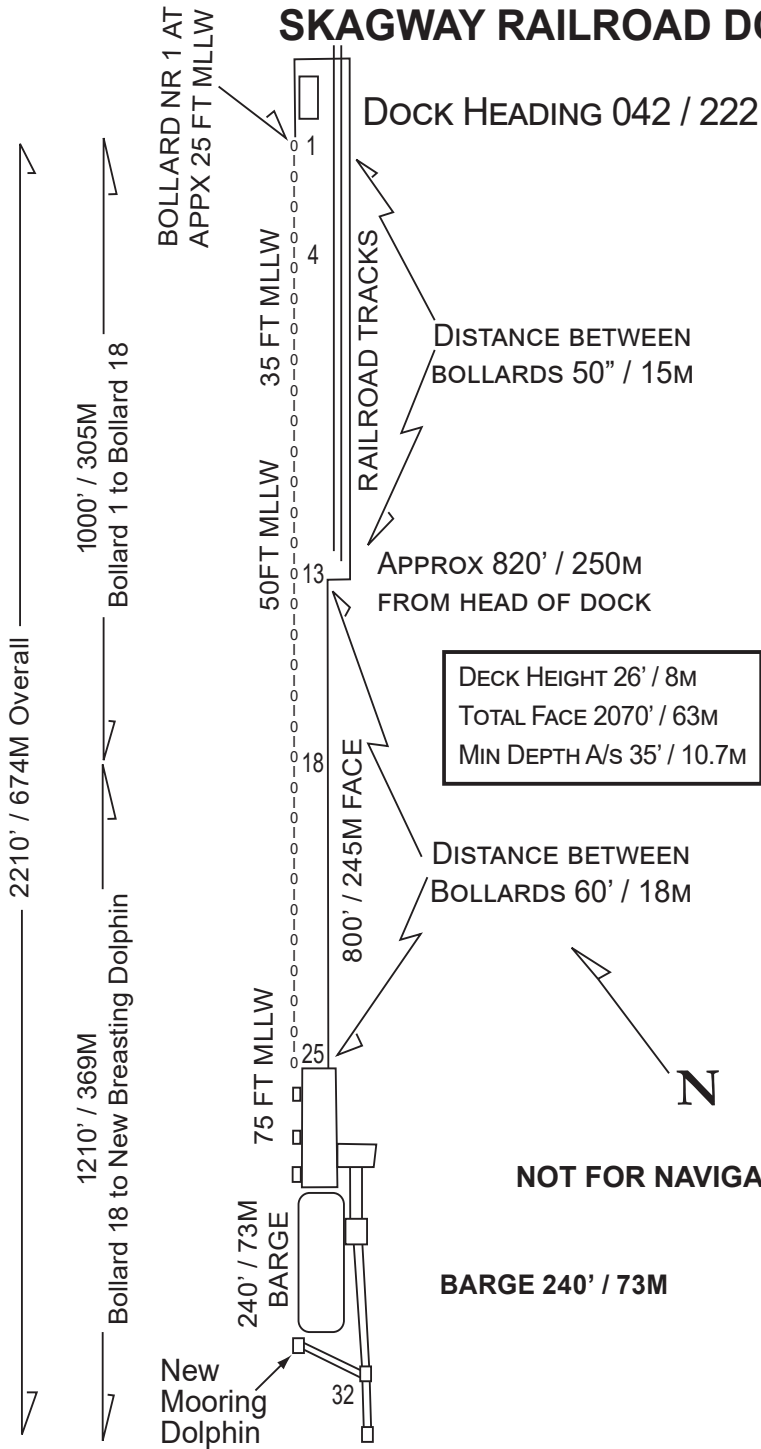 SKAGWAY RAILROAD DO
BOLLARD NR 1 AT
APPX 25 FT MLLW
DOCK HEADING 042 / 222
1
4
35 FT MLLW
RAILROAD TRACKS
DISTANCE BETWEEN
BOLLARDS 50” / 15M
1000’ / 305M
Bollard 1 to Bollard 18
50FT MLLW
13
APPROX 820’ / 250M
FROM HEAD OF DOCK
2210’ / 674M Overall
DECK HEIGHT 26’ / 8M
TOTAL FACE 2070’ / 63M
MIN DEPTH A/S 35’ / 10.7M
18
800’ / 245M FACE
DISTANCE BETWEEN
BOLLARDS 60’ / 18M
1210’ / 369M
Bollard 18 to New Breasting Dolphin
75 FT MLLW
25
N
NOT FOR NAVIGA
240’ / 73M
BARGE
BARGE 240’ / 73M
New
Mooring
Dolphin
32